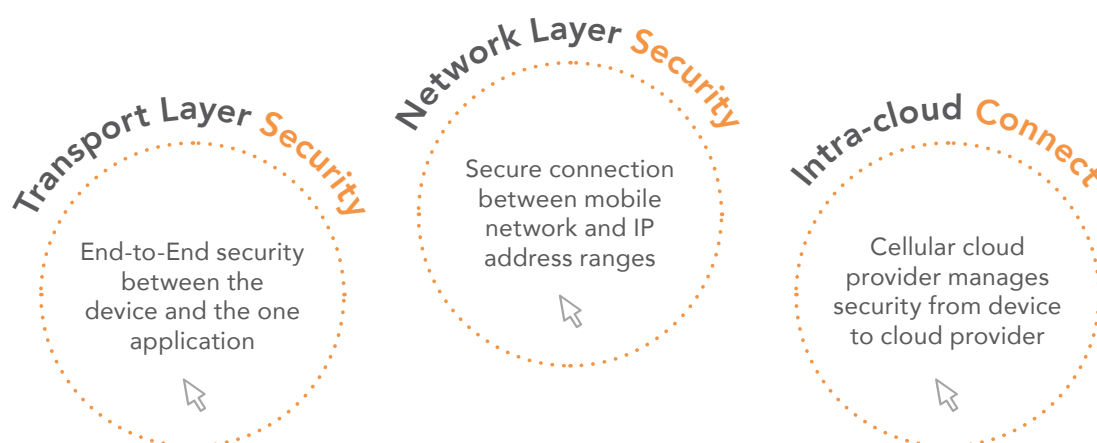 Transport Layer Security
End-to-End security
between the
device and the one
application
Network Layer Security
Secure connection
between mobile
network and IP
address ranges
Intra-cloud Connect
Cellular cloud
provider manages
security from device
to cloud provider